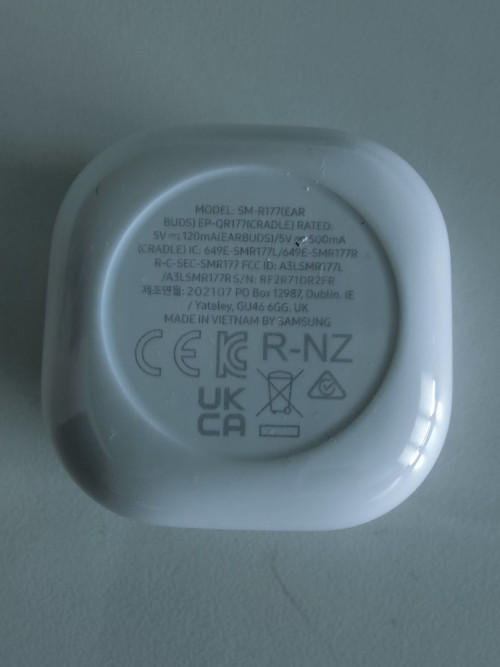 MODEL: SM-R177(EAR
BUDS) EP-QR177(CRADLE) RATED:
5V ⎓ 120mA(EARBUDS)/5V ⎓ 500mA
(CRADLE) IC: 649E-SMR177L/649E-SMR177R
R-C-SEC-SMR177 FCC ID: A3LSMR177L
/A3LSMR177R S/N:
제조연월: 202107 PO Box 12987, Dublin. IE
/ Yateley, GU46 6GG. UK
MADE IN VIETNAM BY SAMSUNG
CE KC R-NZ
UK
CA